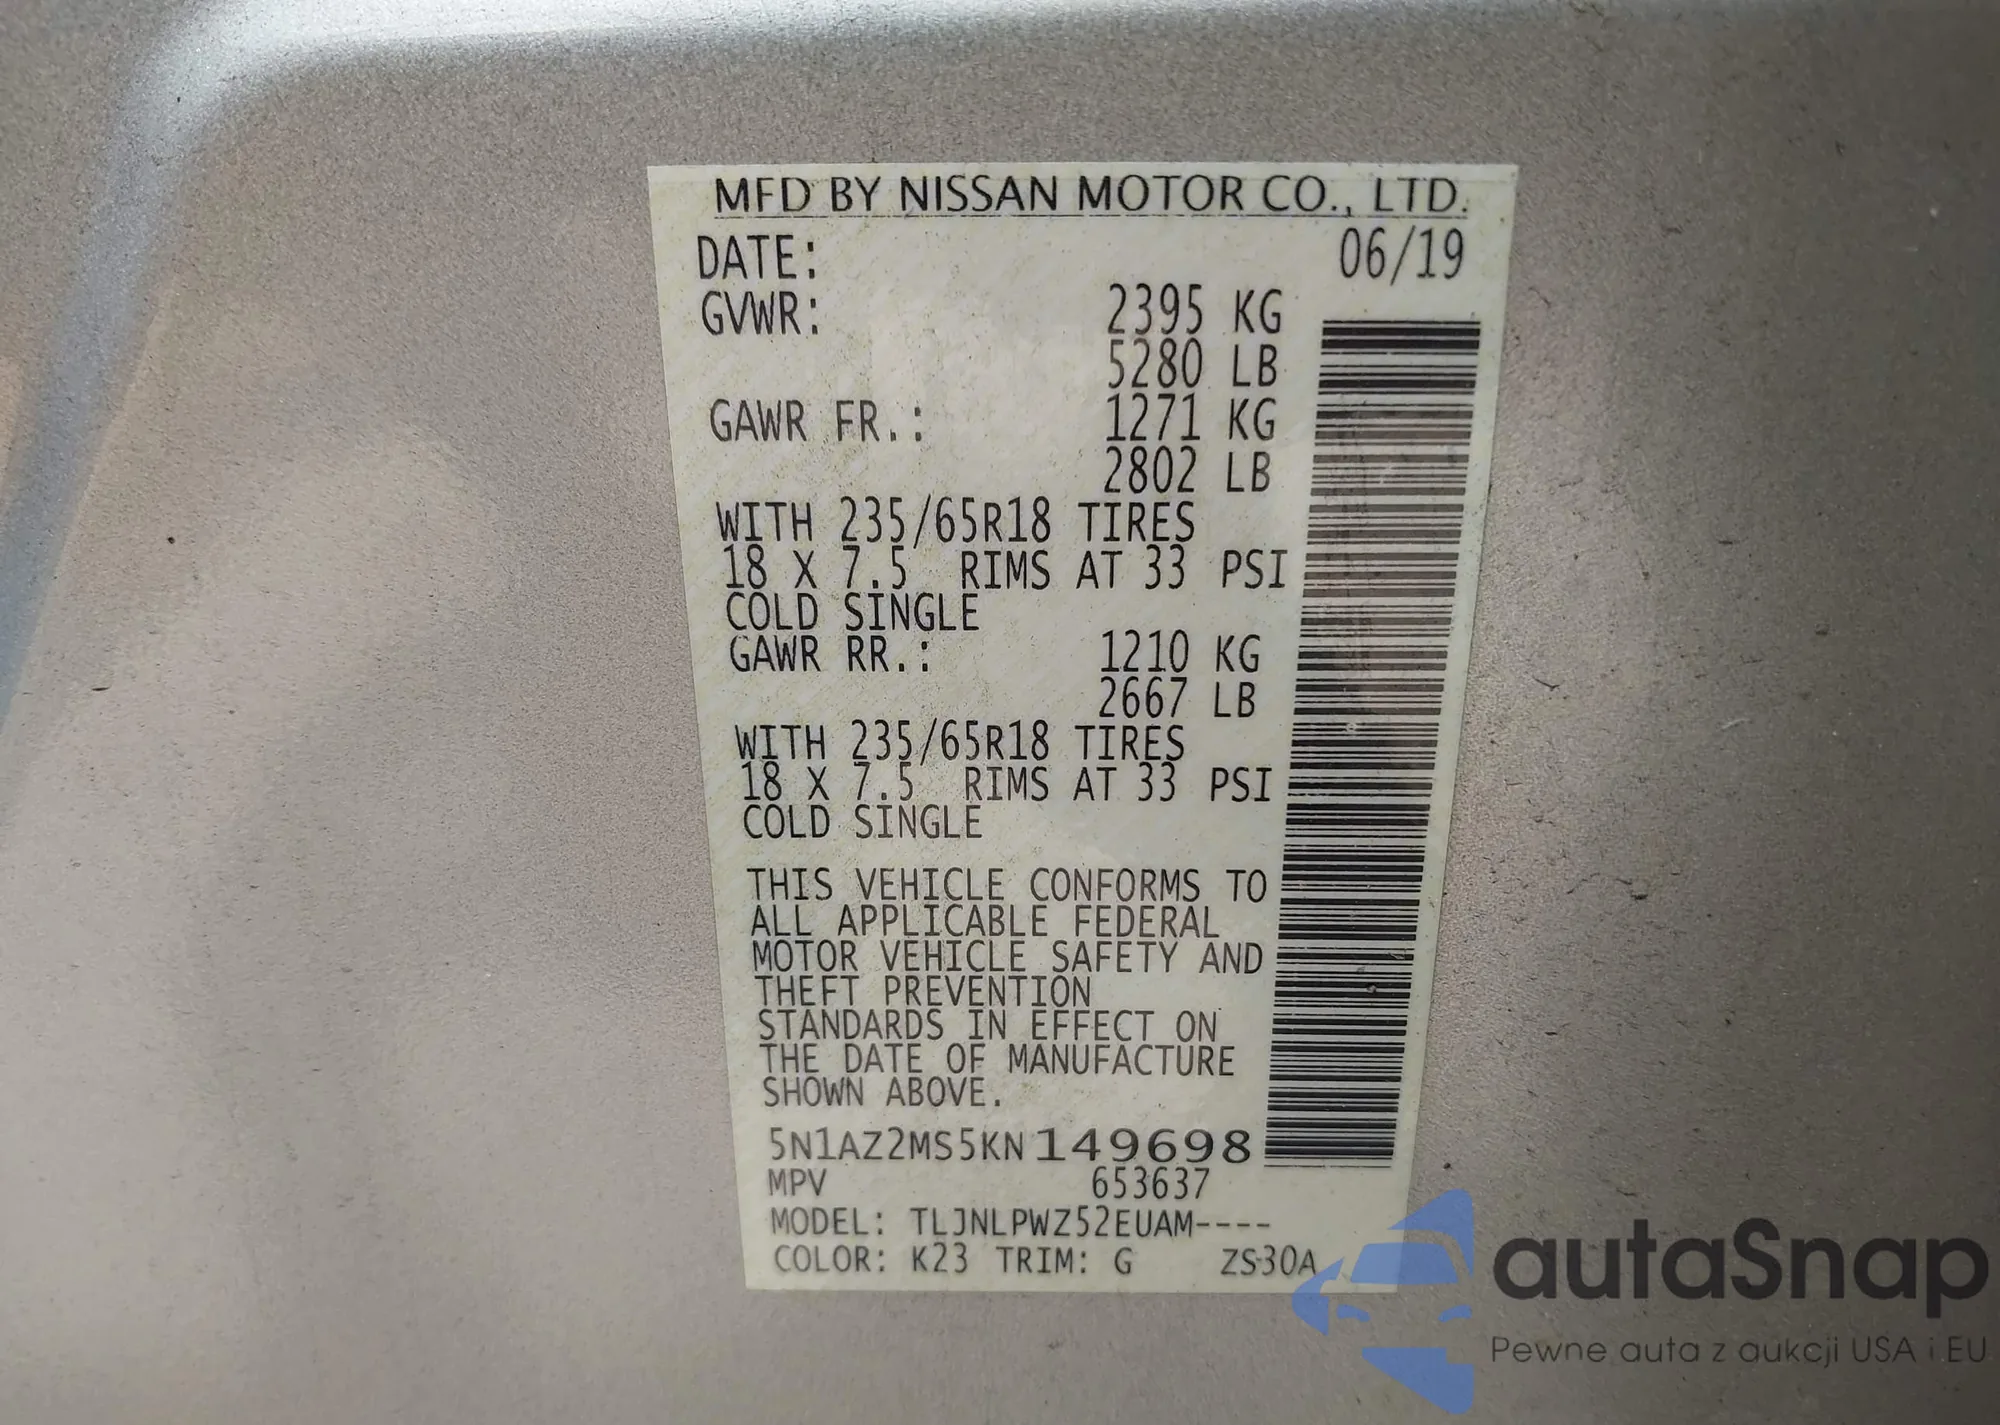 MFD BY NISSAN MOTOR CO., LTD.
DATE: 06/19
GVWR: 2395 KG
5280 LB
GAWR FR.: 1271 KG
2802 LB
WITH 235/65R18 TIRES
18 X 7.5 RIMS AT 33 PSI
COLD SINGLE
GAWR RR.: 1210 KG
2667 LB
WITH 235/65R18 TIRES
18 X 7.5 RIMS AT 33 PSI
COLD SINGLE
THIS VEHICLE CONFORMS TO
ALL APPLICABLE FEDERAL
MOTOR VEHICLE SAFETY AND
THEFT PREVENTION
STANDARDS IN EFFECT ON
THE DATE OF MANUFACTURE
SHOWN ABOVE.
5N1AZ2MS5KN149698
MPV 653637
MODEL: TLJNLPWZ52EUAM----
COLOR: K23 TRIM: G ZS30A
autaSnap
Pewne auta z aukcji USA i EU